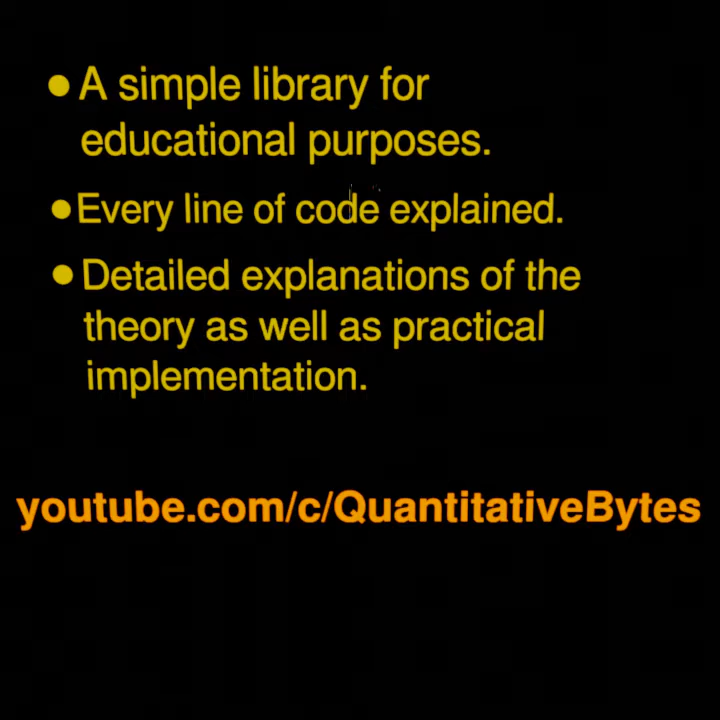 •A simple library for
educational purposes.
•Every line of code explained.
•Detailed explanations of the
theory as well as practical
implementation.
youtube.com/c/QuantitativeBytes